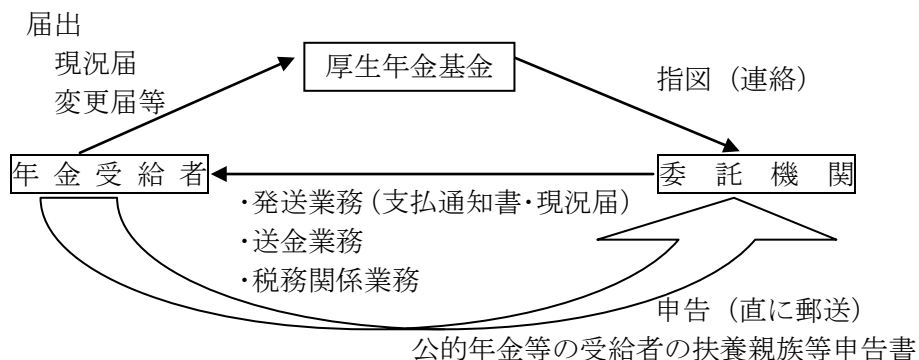 届出
現況届
変更届等
厚生年金基金
指図（連絡）
年金受給者
委託機関
・発送業務（支払通知書・現況届）
・送金業務
・税務関係業務
申告（直に郵送）
公的年金等の受給者の扶養親族等申告書